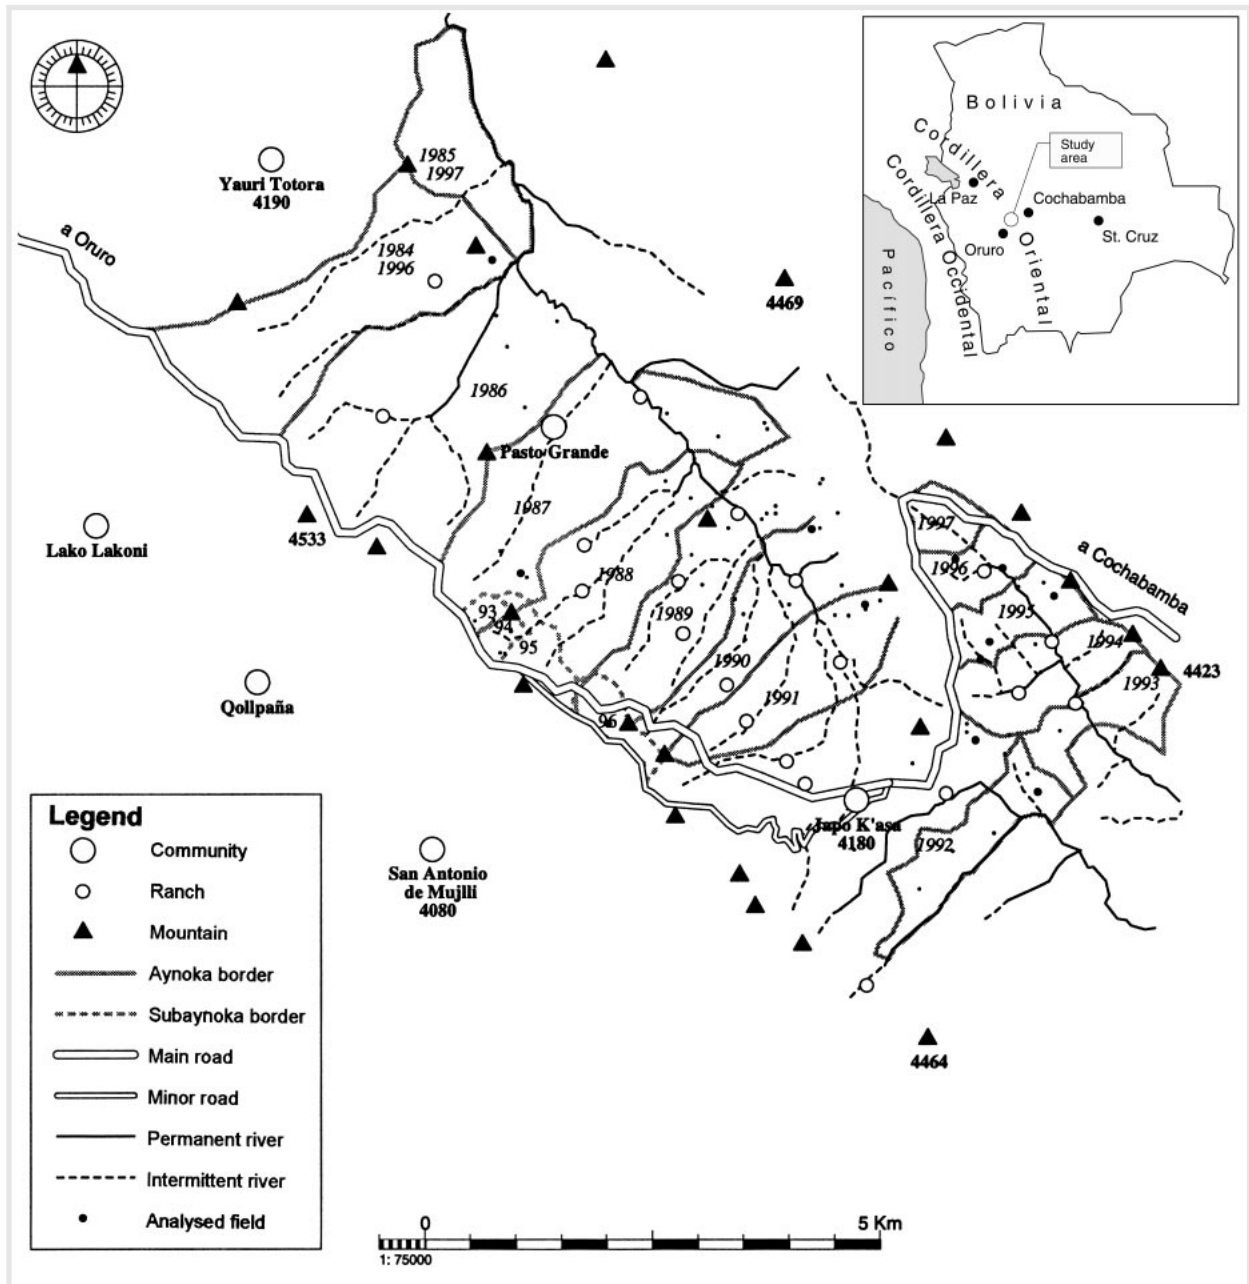 Bolivia
Cordillera
Oriental
Cordillera Occidental
Study
area
La Paz
Cochabamba
Oruro
St. Cruz
Pacífico
1985
1997
Yauri Totora
4190
a Oruro
1984
1996
4469
1986
Pasto Grande
1987
Lako Lakoni
4533
1988
1997
a Cochabamba
1996
1995
93
94
95
1989
1990
1994
4423
1993
Qollpaña
1991
96
Japo K'asa
4180
1992
San Antonio
de Mujlli
4080
4464
Legend
Community
Ranch
Mountain
Aynoka border
Subaynoka border
Main road
Minor road
Permanent river
Intermittent river
Analysed field
0
5 Km
1: 75000